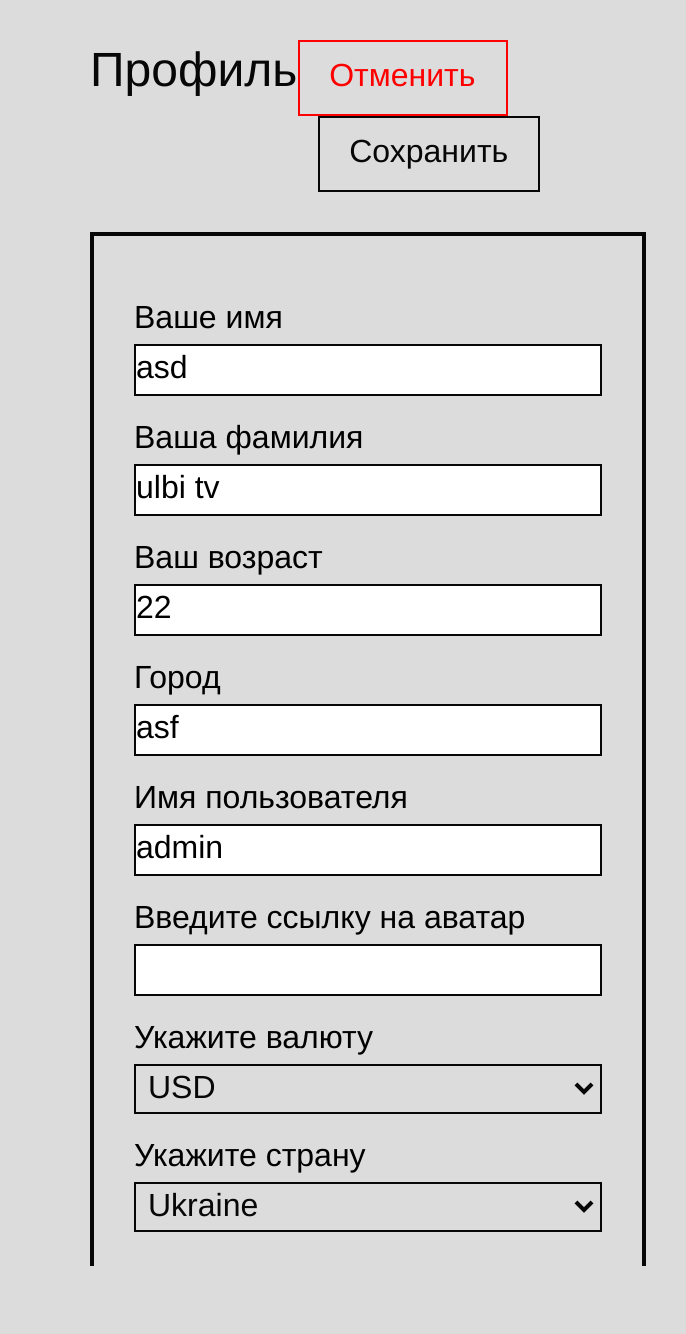 Профиль Отменить
Сохранить
Ваше имя
asd
Ваша фамилия
ulbi tv
Ваш возраст
22
Город
asf
Имя пользователя
admin
Введите ссылку на аватар
Укажите валюту
USD
Укажите страну
Ukraine